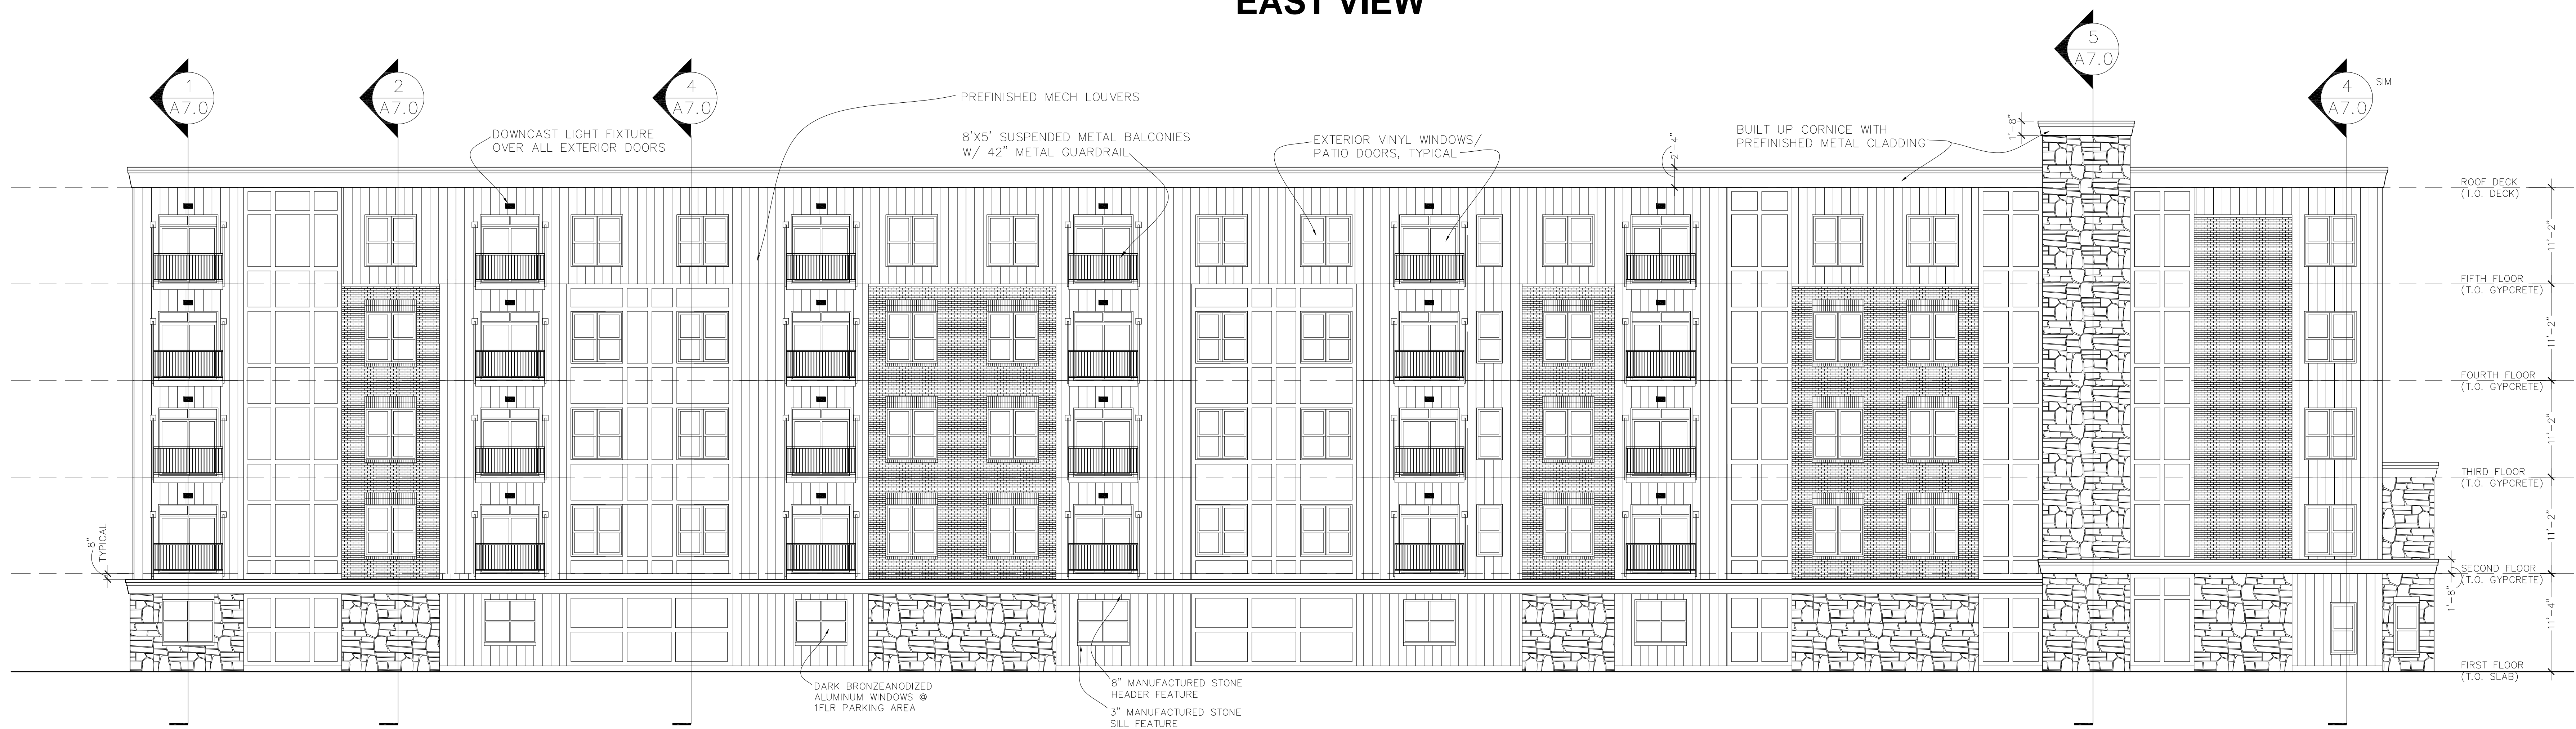 EAST VIEW
1
A7.0
2
A7.0
4
A7.0
5
A7.0
4
A7.0
SIM
DOWNCAST LIGHT FIXTURE
OVER ALL EXTERIOR DOORS
PREFINISHED MECH LOUVERS
8'X5' SUSPENDED METAL BALCONIES
W/ 42" METAL GUARDRAIL
EXTERIOR VINYL WINDOWS/
PATIO DOORS, TYPICAL
2'-4"
BUILT UP CORNICE WITH
PREFINISHED METAL CLADDING
1'-8"
ROOF DECK
(T.O. DECK)
11'-2"
FIFTH FLOOR
(T.O. GYPCRETE)
11'-2"
FOURTH FLOOR
(T.O. GYPCRETE)
11'-2"
THIRD FLOOR
(T.O. GYPCRETE)
11'-2"
8"
TYPICAL
SECOND FLOOR
(T.O. GYPCRETE)
1'-8"
11'-4"
FIRST FLOOR
(T.O. SLAB)
DARK BRONZEANODIZED
ALUMINUM WINDOWS @
1FLR PARKING AREA
8" MANUFACTURED STONE
HEADER FEATURE
3" MANUFACTURED STONE
SILL FEATURE